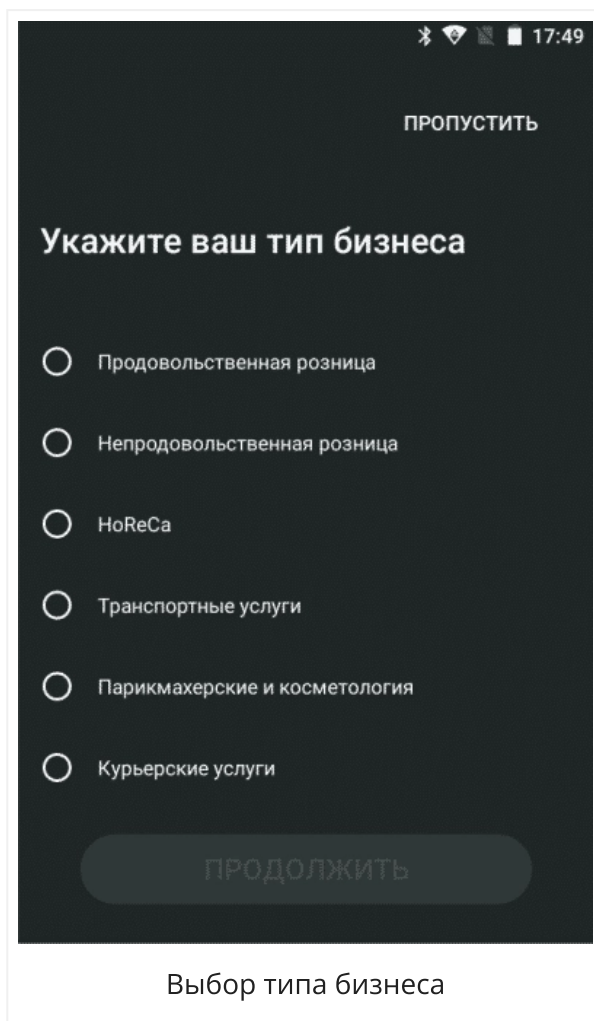 17:49
ПРОПУСТИТЬ
Укажите ваш тип бизнеса
Продовольственная розница
Непродовольственная розница
HoReCa
Транспортные услуги
Парикмахерские и косметология
Курьерские услуги
ПРОДОЛЖИТЬ
Выбор типа бизнеса